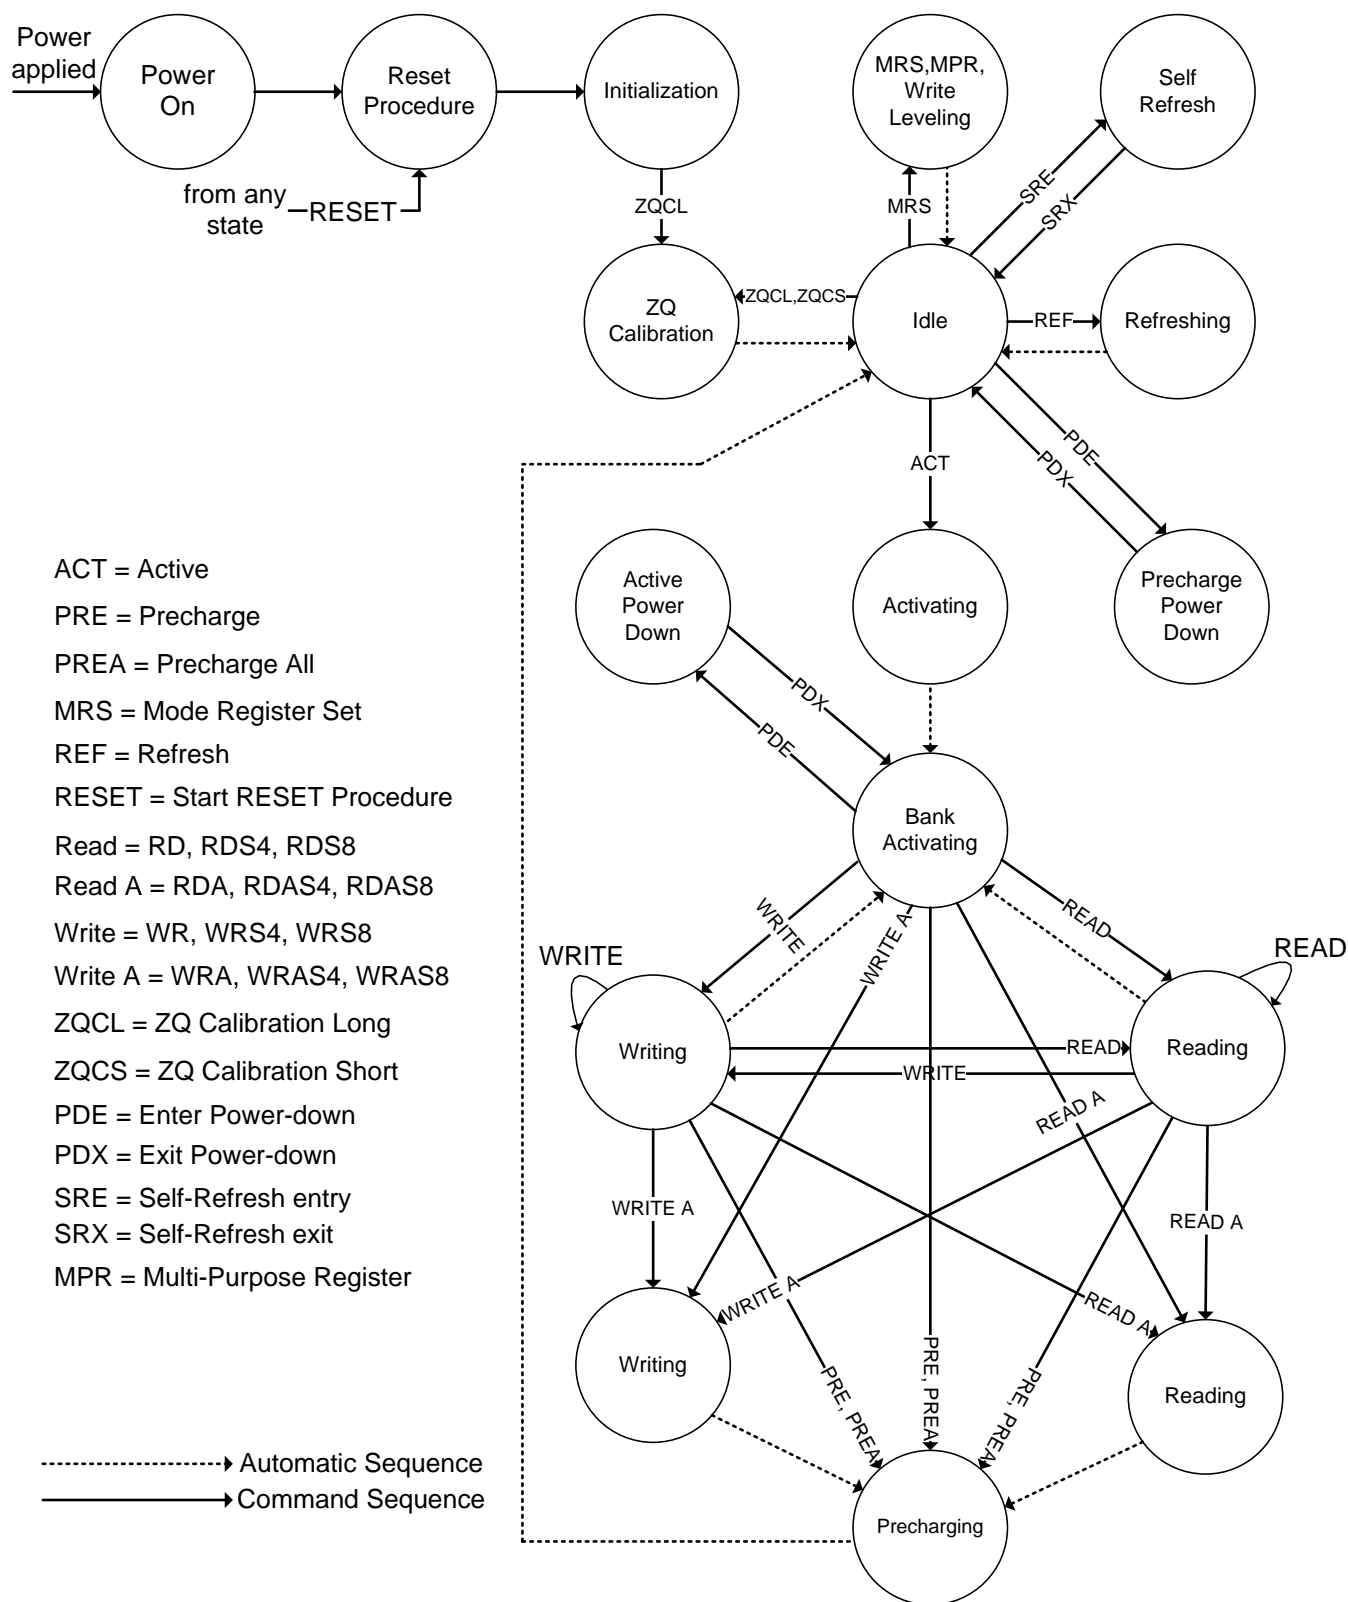 Power
applied
Power
On
Reset
Procedure
Initialization
MRS,MPR,
Write
Leveling
Self
Refresh
from any
state
RESET
ZQCL
MRS
SRE
SRX
ZQ
Calibration
ZQCL,ZQCS
Idle
REF
Refreshing
ACT
PDE
PDX
Active
Power
Down
Activating
Precharge
Power
Down
PDX
PDE
Bank
Activating
ACT = Active
PRE = Precharge
PREA = Precharge All
MRS = Mode Register Set
REF = Refresh
RESET = Start RESET Procedure
Read = RD, RDS4, RDS8
Read A = RDA, RDAS4, RDAS8
Write = WR, WRS4, WRS8
Write A = WRA, WRAS4, WRAS8
ZQCL = ZQ Calibration Long
ZQCS = ZQ Calibration Short
PDE = Enter Power-down
PDX = Exit Power-down
SRE = Self-Refresh entry
SRX = Self-Refresh exit
MPR = Multi-Purpose Register
WRITE
WRITE
WRITE A
READ
READ
Writing
READ
WRITE
Reading
READ A
WRITE A
READ A
WRITE A
READ A
Writing
PRE, PREA
PRE, PREA
PRE, PREA
Reading
Precharging
Automatic Sequence
Command Sequence